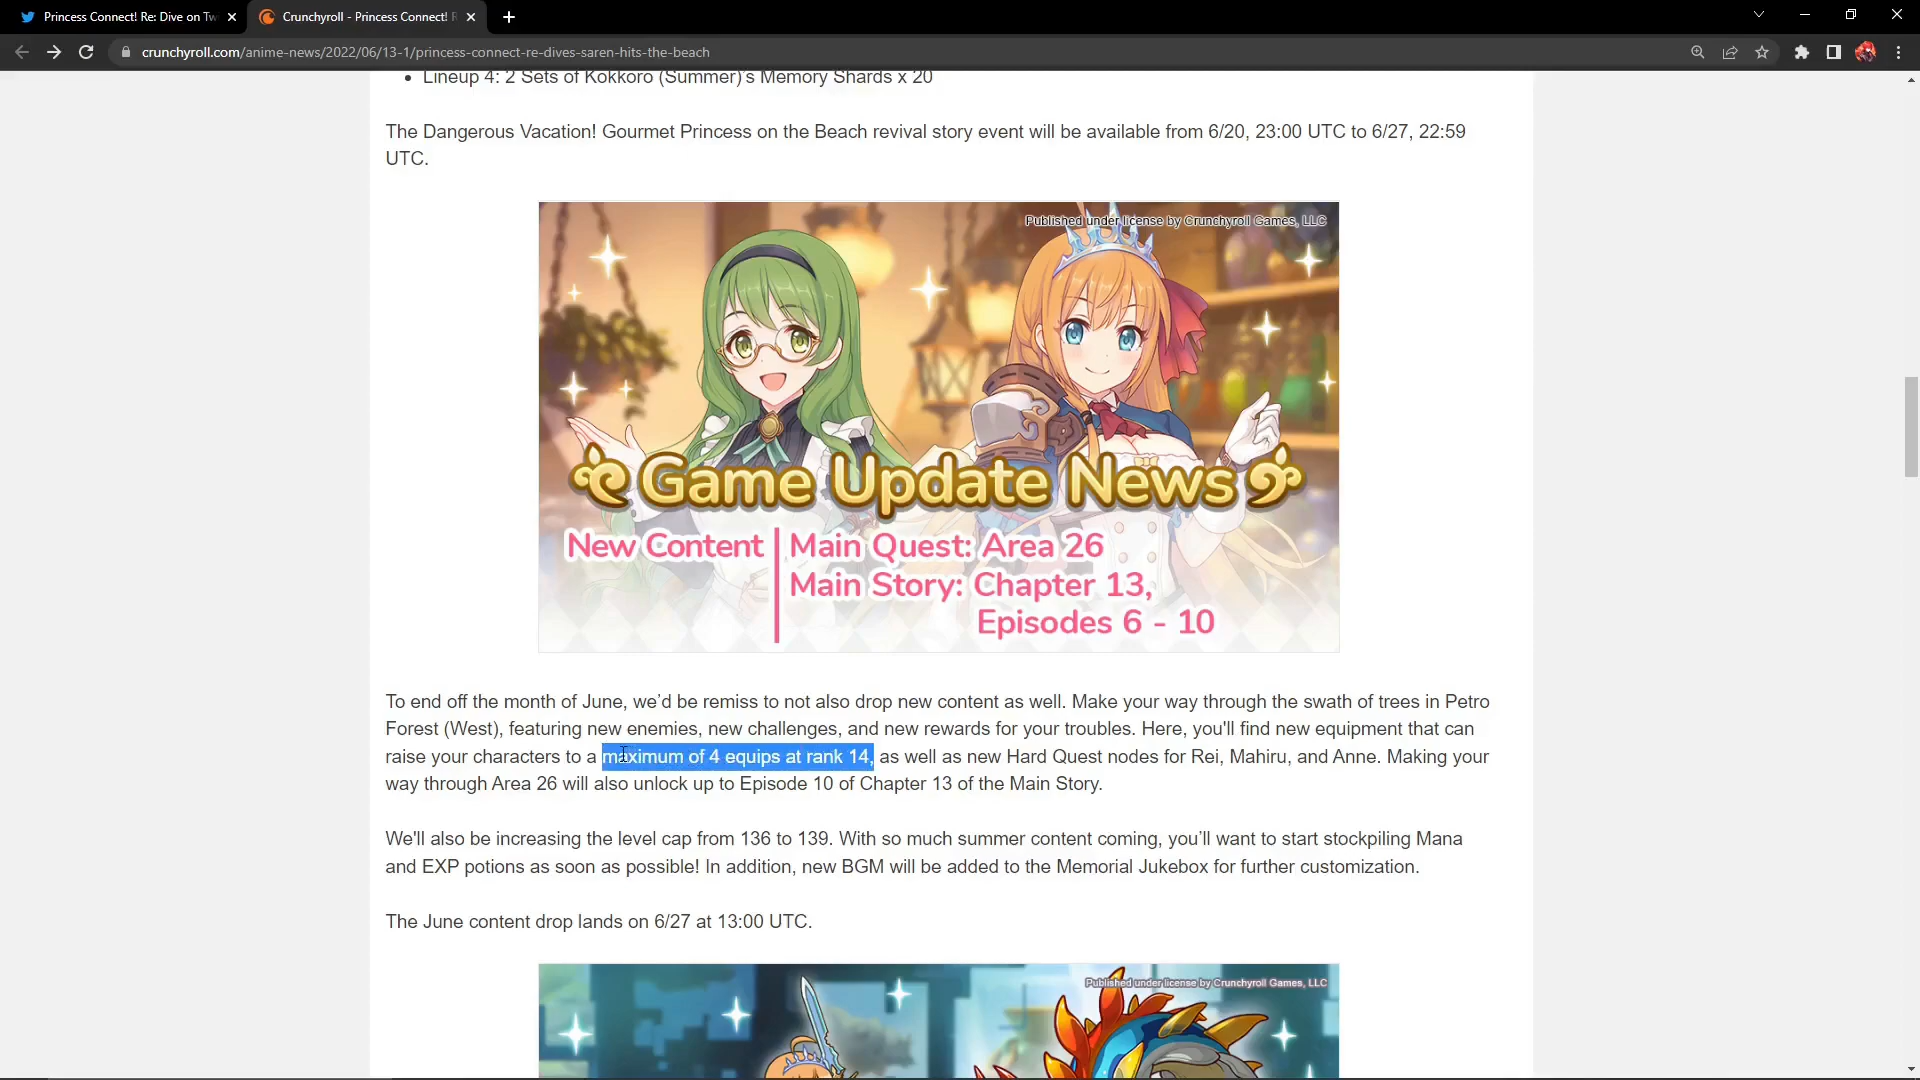 Princess Connect! Re: Dive on Tw
Crunchyroll - Princess Connect! R
crunchyroll.com/anime-news/2022/06/13-1/princess-connect-re-dives-saren-hits-the-beach
• Lineup 4: 2 Sets of Kokkoro (Summer)'s Memory Shards x 20
The Dangerous Vacation! Gourmet Princess on the Beach revival story event will be available from 6/20, 23:00 UTC to 6/27, 22:59
UTC.
Published under license by Crunchyroll Games, LLC
Game Update News
New Content
Main Quest: Area 26
Main Story: Chapter 13,
Episodes 6 - 10
To end off the month of June, we’d be remiss to not also drop new content as well. Make your way through the swath of trees in Petro
Forest (West), featuring new enemies, new challenges, and new rewards for your troubles. Here, you'll find new equipment that can
raise your characters to a maximum of 4 equips at rank 14, as well as new Hard Quest nodes for Rei, Mahiru, and Anne. Making your
way through Area 26 will also unlock up to Episode 10 of Chapter 13 of the Main Story.
We'll also be increasing the level cap from 136 to 139. With so much summer content coming, you’ll want to start stockpiling Mana
and EXP potions as soon as possible! In addition, new BGM will be added to the Memorial Jukebox for further customization.
The June content drop lands on 6/27 at 13:00 UTC.
Published under license by Crunchyroll Games, LLC